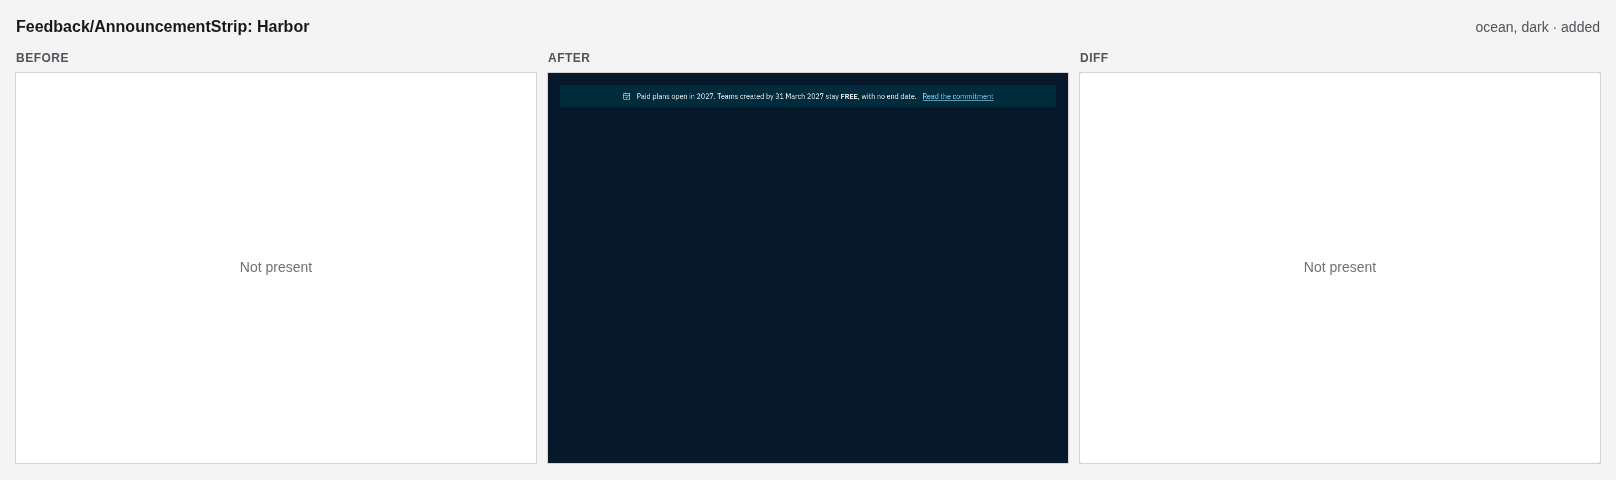 Feedback/AnnouncementStrip: Harbor
ocean, dark · added
BEFORE
AFTER
DIFF
Not present
Paid plans open in 2027. Teams created by 31 March 2027 stay FREE, with no end date. Read the commitment
Not present